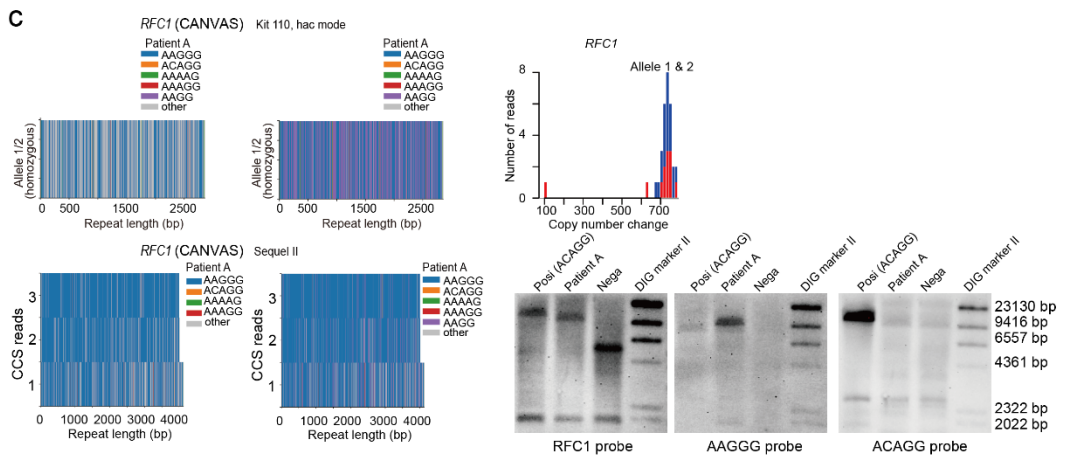 C
RFC1 (CANVAS) Kit 110, hac mode
Patient A
AAGGG
ACAGG
AAAAG
AAAGG
AAGG
other
Allele 1/2
(homozygous)
0 500 1500 2500
Repeat length (bp)
Patient A
AAGGG
ACAGG
AAAAG
AAAGG
AAGG
other
Allele 1/2
(homozygous)
0 500 1500 2500
Repeat length (bp)
RFC1 (CANVAS) Sequel II
Patient A
AAGGG
ACAGG
AAAAG
AAAGG
other
CCS reads
3
2
1
0 1000 2000 3000 4000
Repeat length (bp)
Patient A
AAGGG
ACAGG
AAAAG
AAAGG
AAGG
other
CCS reads
3
2
1
0 1000 2000 3000 4000
Repeat length (bp)
RFC1
Allele 1 & 2
Number of reads
8
4
0
100 300 500 700
Copy number change
Posi (ACAGG)
Patient A
Nega
DIG marker II
RFC1 probe
Posi (ACAGG)
Patient A
Nega
DIG marker II
AAGGG probe
Posi (ACAGG)
Patient A
Nega
DIG marker II
ACAGG probe
23130 bp
9416 bp
6557 bp
4361 bp
2322 bp
2022 bp